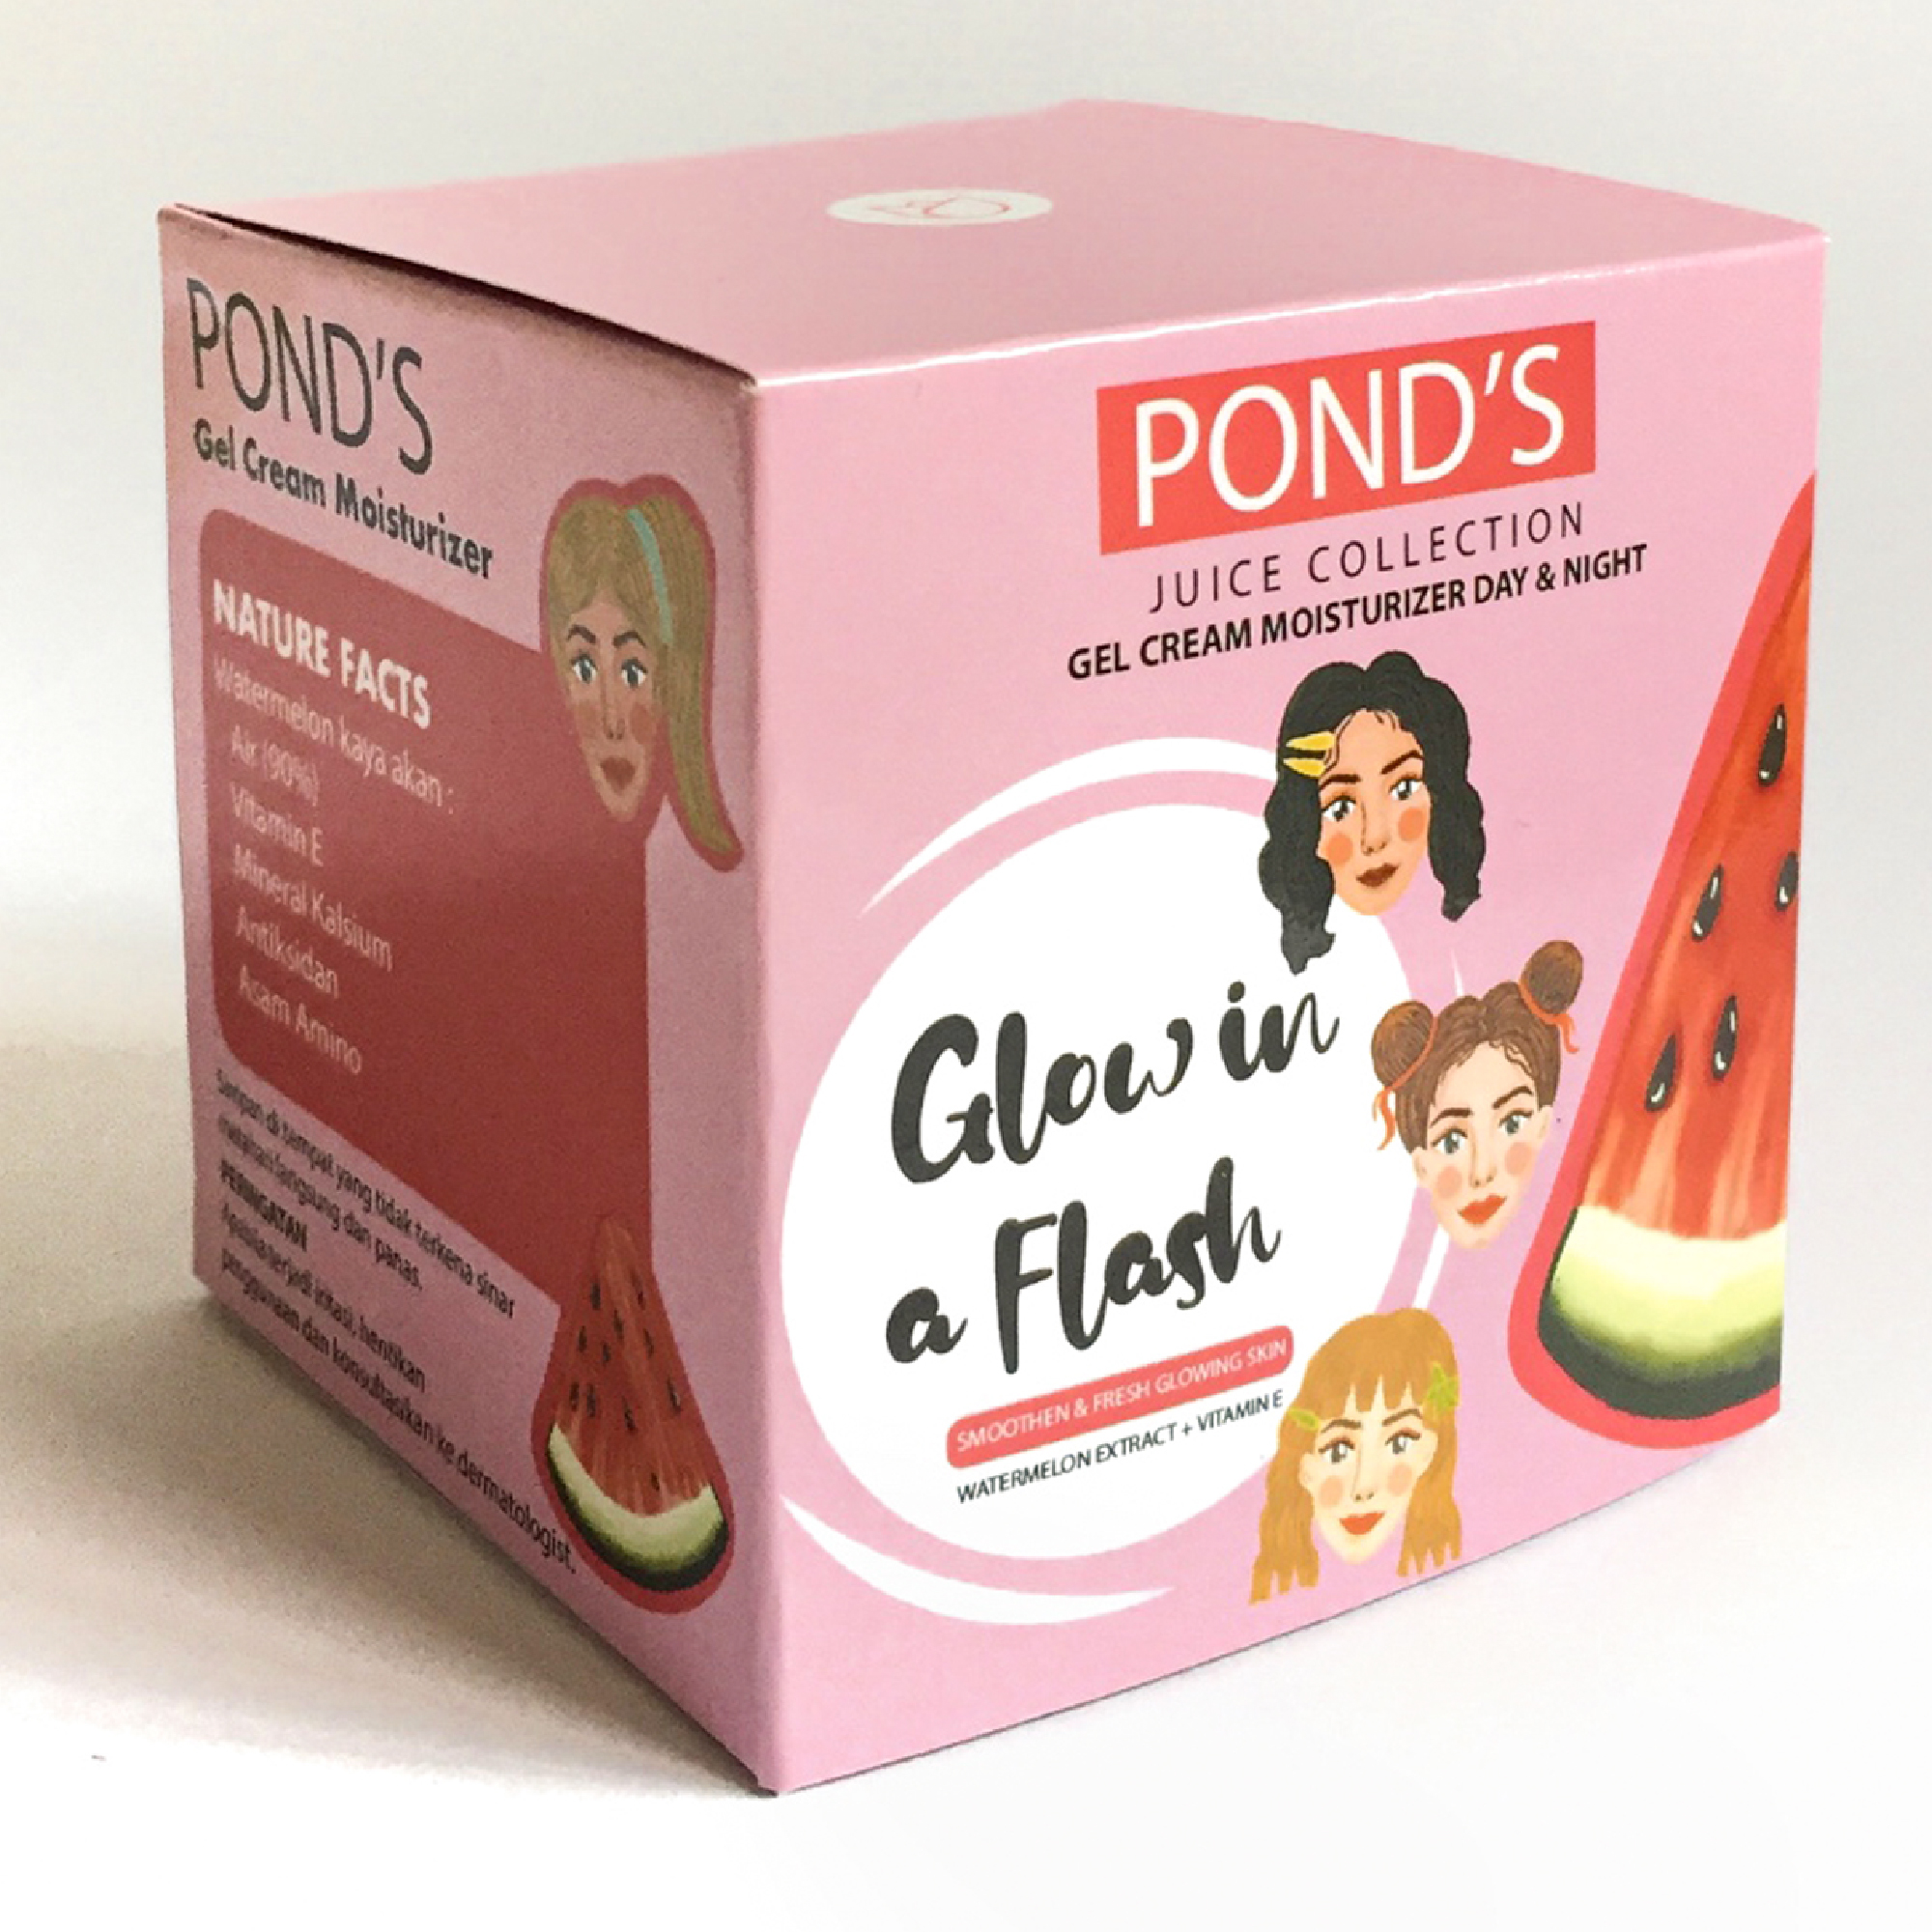 POND'S
Gel Cream Moisturizer
NATURE FACTS
Watermelon kaya akan :
Air (90%)
Vitamin E
Mineral Kalsium
Antiksidan
Asam Amino
Simpan di tempat yang tidak terkena sinar
matahari langsung dan panas.
PERINGATAN
Apabila terjadi iritasi, hentikan
penggunaan dan konsultasikan ke dermatologist.
POND'S
JUICE COLLECTION
GEL CREAM MOISTURIZER DAY & NIGHT
Glow in
a Flash
SMOOTHEN & FRESH GLOWING SKIN
WATERMELON EXTRACT + VITAMIN E